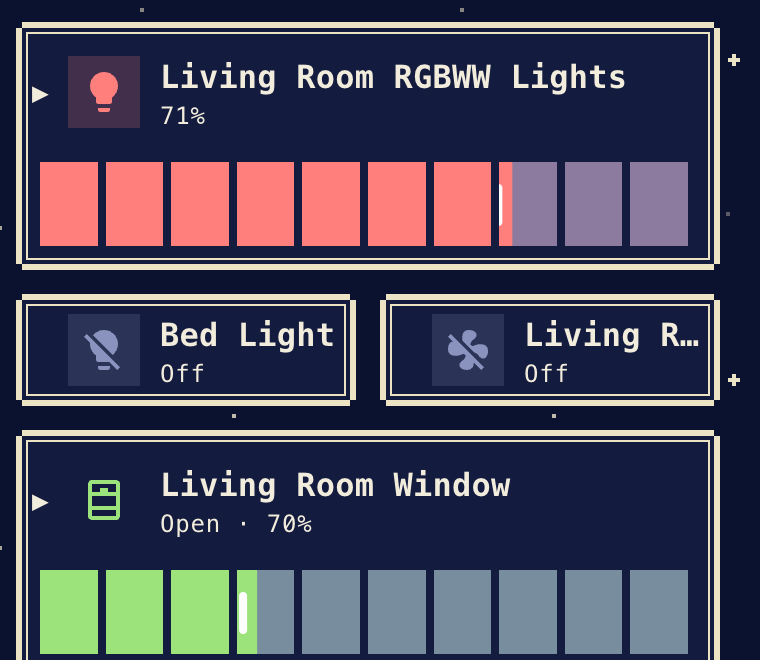 Living Room RGBWW Lights
71%
Bed Light
Off
Living R…
Off
Living Room Window
Open · 70%